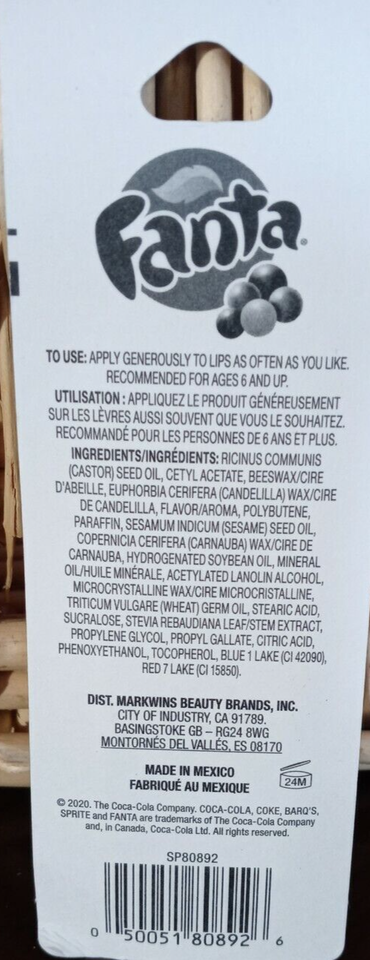 Fanta
TO USE: APPLY GENEROUSLY TO LIPS AS OFTEN AS YOU LIKE.
RECOMMENDED FOR AGES 6 AND UP.
UTILISATION : APPLIQUEZ LE PRODUIT GÉNÉREUSEMENT
SUR LES LÈVRES AUSSI SOUVENT QUE VOUS LE SOUHAITEZ.
RECOMMANDÉ POUR LES PERSONNES DE 6 ANS ET PLUS.
INGREDIENTS/INGRÉDIENTS: RICINUS COMMUNIS
(CASTOR) SEED OIL, CETYL ACETATE, BEESWAX/CIRE
D'ABEILLE, EUPHORBIA CERIFERA (CANDELILLA) WAX/CIRE
DE CANDELILLA, FLAVOR/AROMA, POLYBUTENE,
PARAFFIN, SESAMUM INDICUM (SESAME) SEED OIL,
COPERNICIA CERIFERA (CARNAUBA) WAX/CIRE DE
CARNAUBA, HYDROGENATED SOYBEAN OIL, MINERAL
OIL/HUILE MINÉRALE, ACETYLATED LANOLIN ALCOHOL,
MICROCRYSTALLINE WAX/CIRE MICROCRISTALLINE,
TRITICUM VULGARE (WHEAT) GERM OIL, STEARIC ACID,
SUCRALOSE, STEVIA REBAUDIANA LEAF/STEM EXTRACT,
PROPYLENE GLYCOL, PROPYL GALLATE, CITRIC ACID,
PHENOXYETHANOL, TOCOPHEROL, BLUE 1 LAKE (CI 42090),
RED 7 LAKE (CI 15850).
DIST. MARKWINS BEAUTY BRANDS, INC.
CITY OF INDUSTRY, CA 91789.
BASINGSTOKE GB – RG24 8WG
MONTORNÉS DEL VALLÉS, ES 08170
MADE IN MEXICO
FABRIQUÉ AU MEXIQUE
24M
© 2020. The Coca-Cola Company. COCA-COLA, COKE, BARQ'S,
SPRITE and FANTA are trademarks of The Coca-Cola Company
and, in Canada, Coca-Cola Ltd. All rights reserved.
SP80892
0 50051 80892 6